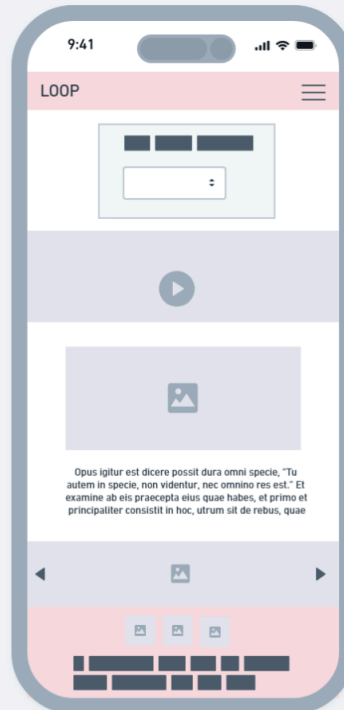 9:41
LOOP
Opus igitur est dicere possit dura omni specie, "Tu
autem in specie, non videntur, nec omnino res est." Et
examine ab eis praecepta eius quae habes, et primo et
principaliter consistit in hoc, utrum sit de rebus, quae